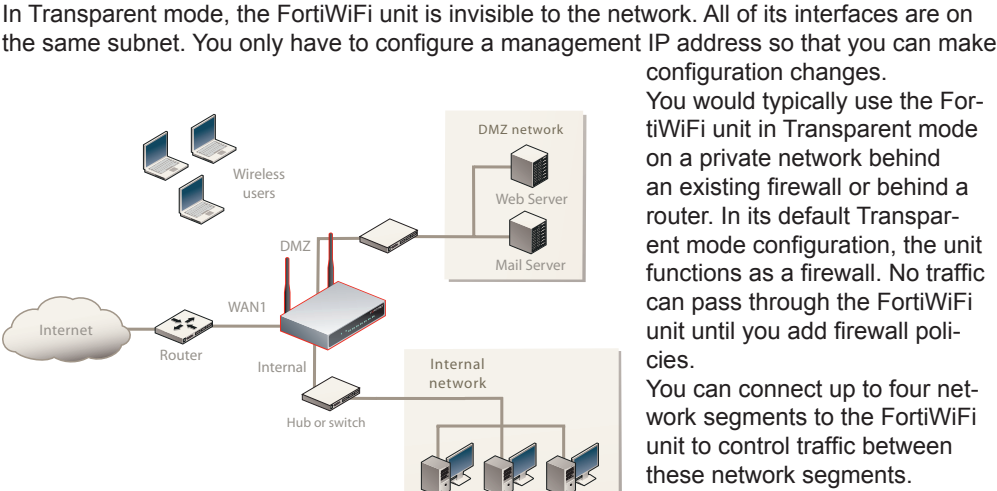 In Transparent mode, the FortiWiFi unit is invisible to the network. All of its interfaces are on
the same subnet. You only have to configure a management IP address so that you can make
configuration changes.
You would typically use the For-
tiWiFi unit in Transparent mode
on a private network behind
an existing firewall or behind a
router. In its default Transpar-
ent mode configuration, the unit
functions as a firewall. No traffic
can pass through the FortiWiFi
unit until you add firewall poli-
cies.
You can connect up to four net-
work segments to the FortiWiFi
unit to control traffic between
these network segments.
DMZ network
Wireless
users
Web Server
DMZ
Mail Server
WAN1
Internet
Router
Internal
Internal
network
Hub or switch